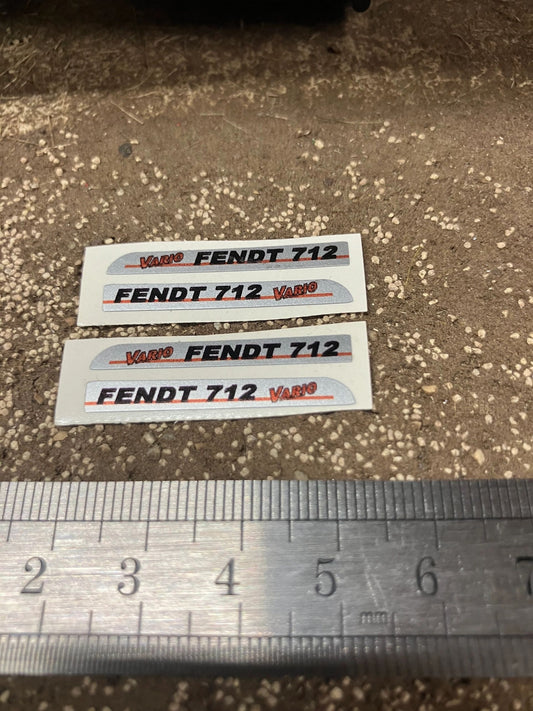 VARIO FENDT 712
FENDT 712 VARIO
VARIO FENDT 712
FENDT 712 VARIO
2 3 4 5 6 7
mm